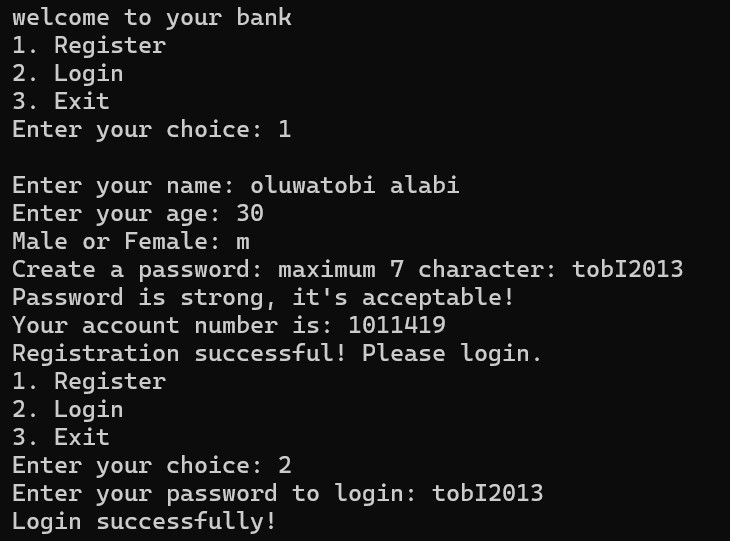 welcome to your bank
1. Register
2. Login
3. Exit
Enter your choice: 1
Enter your name: oluwatobi alabi
Enter your age: 30
Male or Female: m
Create a password: maximum 7 character: tobI2013
Password is strong, it's acceptable!
Your account number is: 1011419
Registration successful! Please login.
1. Register
2. Login
3. Exit
Enter your choice: 2
Enter your password to login: tobI2013
Login successfully!